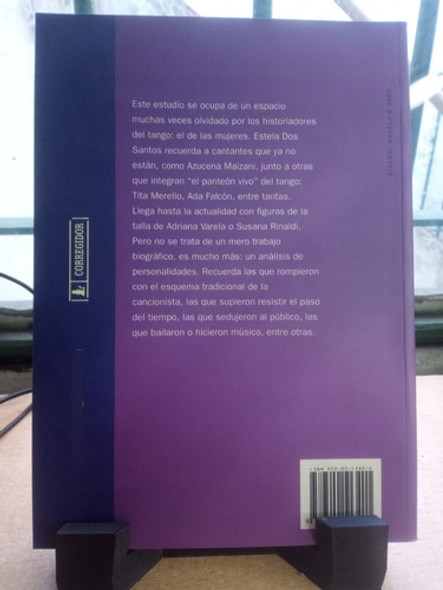 Este estudio se ocupa de un espacio
muchas veces olvidado por los historiadores
del tango: el de las mujeres. Estela Dos
Santos recuerda a cantantes que ya no
están, como Azucena Maizani, junto a otras
que integran "el panteón vivo" del tango:
Tita Merello, Ada Falcón, entre tantas.
Llega hasta la actualidad con figuras de la
talla de Adriana Varela o Susana Rinaldi.
Pero no se trata de un mero trabajo
biográfico, es mucho más: un análisis de
personalidades. Recuerda las que rompieron
con el esquema tradicional de la
cancionista, las que supieron resistir el paso
del tiempo, las que sedujeron al público, las
que bailaron o hicieron música, entre otras.
CORREGIDOR
ISBN